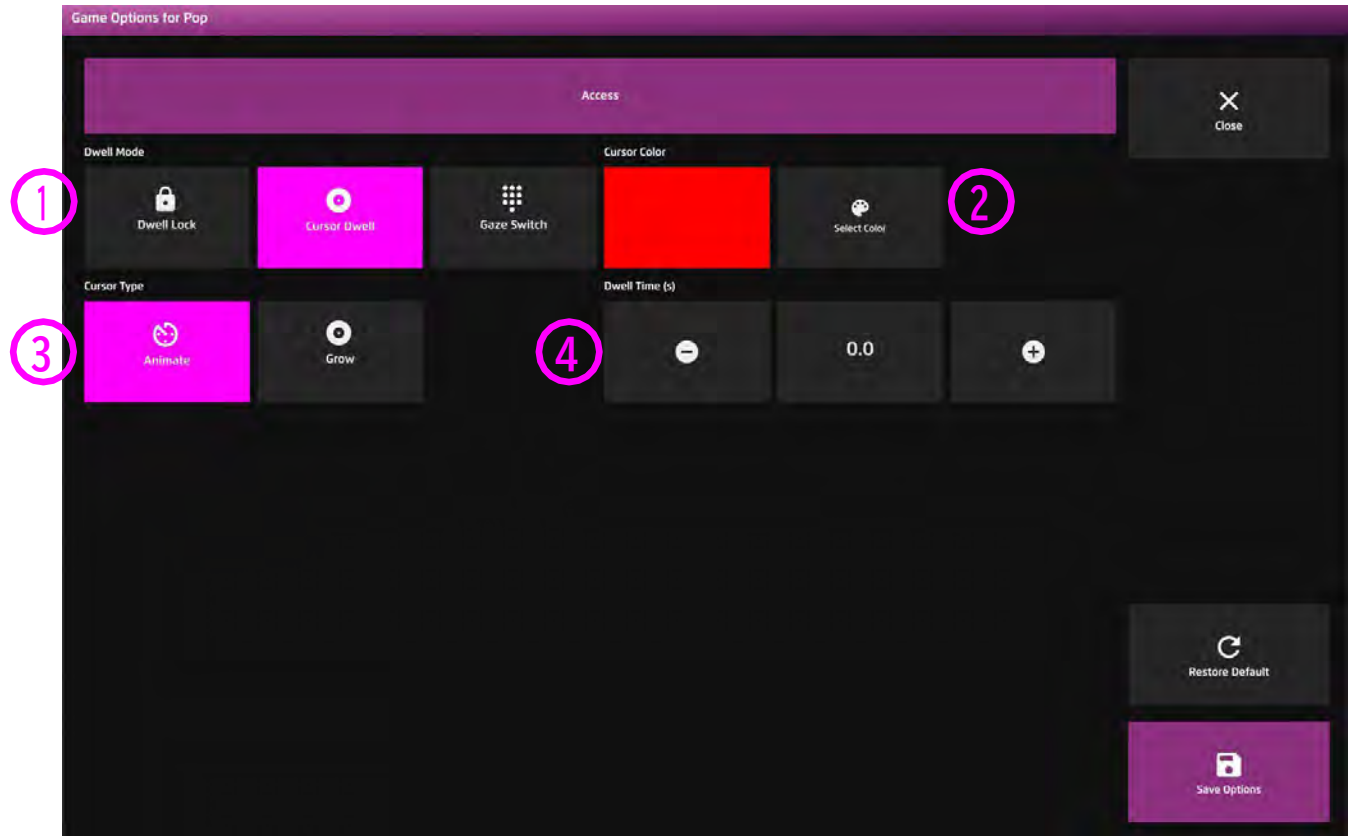 Game Options for Pop
Access
Close
Dwell Mode
Cursor Color
1
Dwell Lock
Cursor Dwell
Gaze Switch
Select Color
2
Cursor Type
Dwell Time (s)
3
Animate
Grow
4
0.0
Restore Default
Save Options